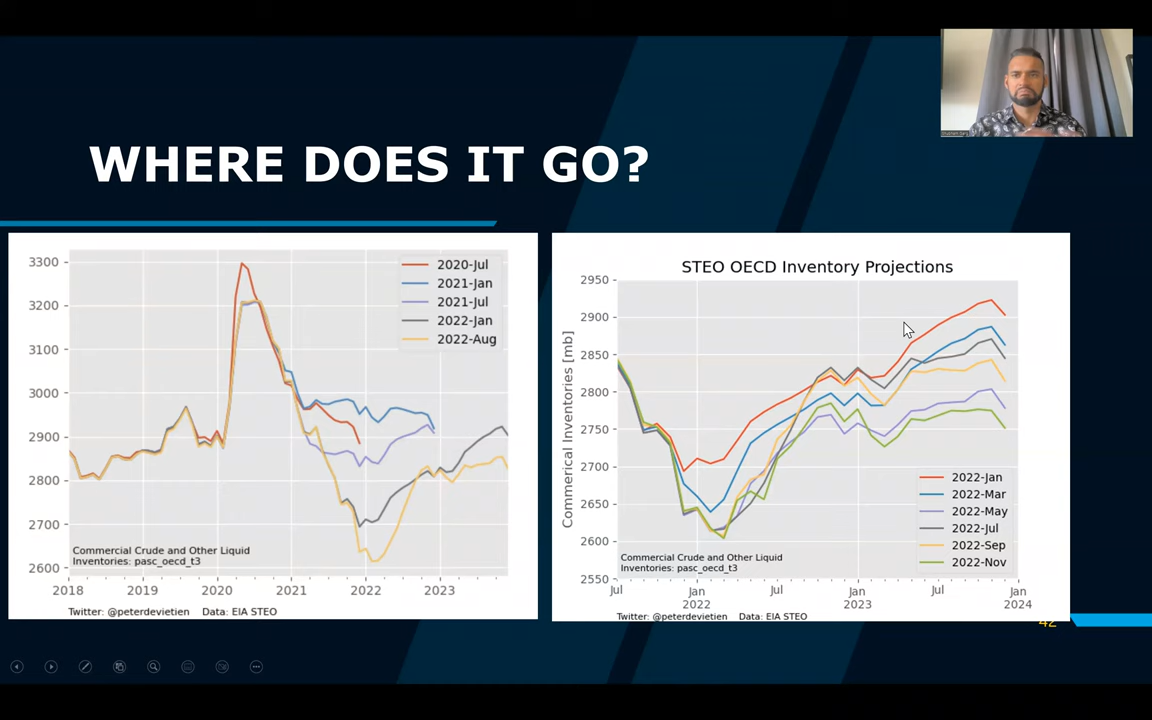 WHERE DOES IT GO?
3300
3200
3100
3000
2900
2800
2700
2600
2018 2019 2020 2021 2022 2023
2020-Jul
2021-Jan
2021-Jul
2022-Jan
2022-Aug
Commercial Crude and Other Liquid
Inventories: pasc_oecd_t3
Twitter: @peterdevietien Data: EIA STEO
STEO OECD Inventory Projections
Commerical Inventories [mb]
2950
2900
2850
2800
2750
2700
2650
2600
2550
Jul Jan Jul Jan Jul Jan
2022 2023 2024
2022-Jan
2022-Mar
2022-May
2022-Jul
2022-Sep
2022-Nov
Commercial Crude and Other Liquid
Inventories: pasc_oecd_t3
Twitter: @peterdevietien Data: EIA STEO
42